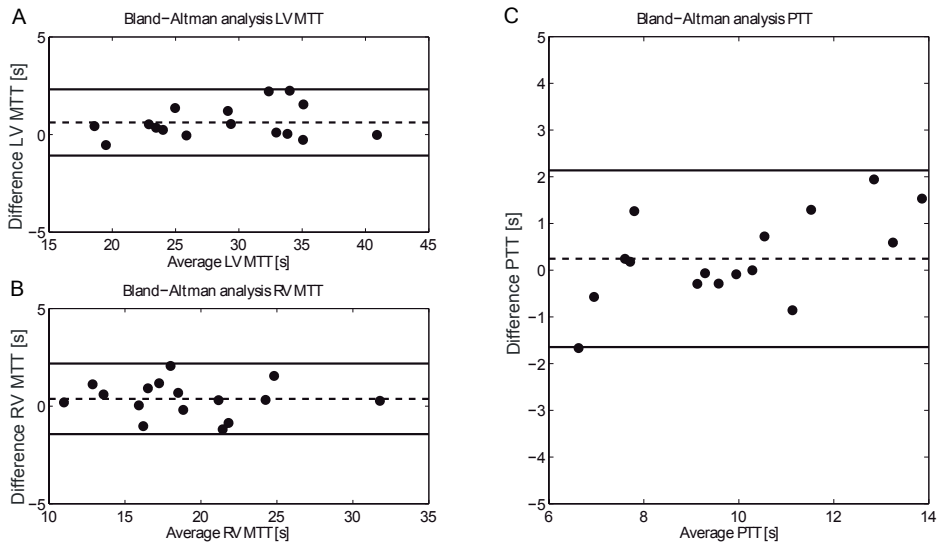 A
Bland−Altman analysis LV MTT
Difference LV MTT [s]
5
0
−5
15 20 25 30 35 40 45
Average LV MTT [s]
B
Bland−Altman analysis RV MTT
Difference RV MTT [s]
5
0
−5
10 15 20 25 30 35
Average RV MTT [s]
C
Bland−Altman analysis PTT
Difference PTT [s]
5
4
3
2
1
0
−1
−2
−3
−4
−5
6 8 10 12 14
Average PTT [s]